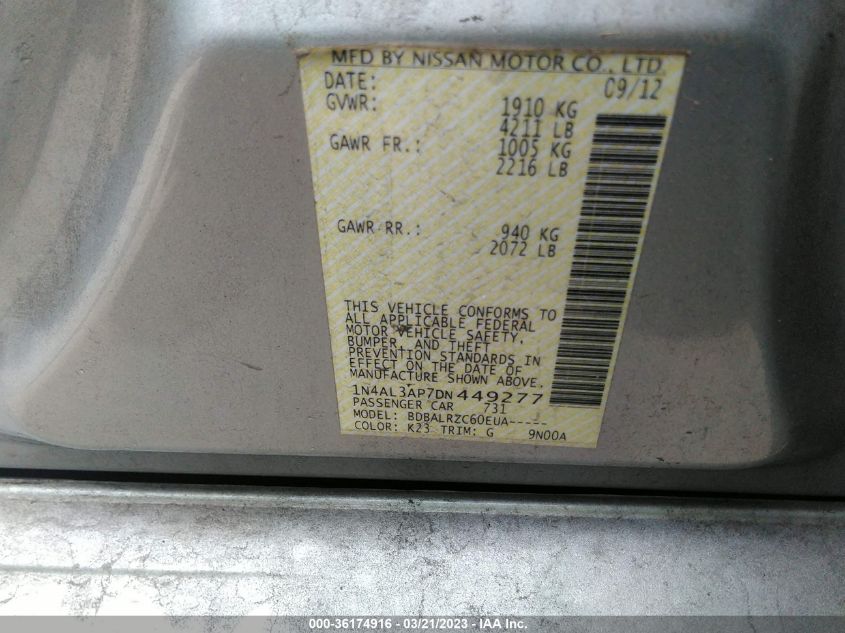 MFD BY NISSAN MOTOR CO., LTD.
DATE: 09/12
GVWR: 1910 KG
4211 LB
GAWR FR.: 1005 KG
2216 LB
GAWR RR.: 940 KG
2072 LB
THIS VEHICLE CONFORMS TO
ALL APPLICABLE FEDERAL
MOTOR VEHICLE SAFETY,
BUMPER, AND THEFT
PREVENTION STANDARDS IN
EFFECT ON THE DATE OF
MANUFACTURE SHOWN ABOVE.
1N4AL3AP7DN449277
PASSENGER CAR 731
MODEL: BDBALRZC60EUA-----
COLOR: K23 TRIM: G 9N00A
000-36174916 - 03/21/2023 - IAA Inc.